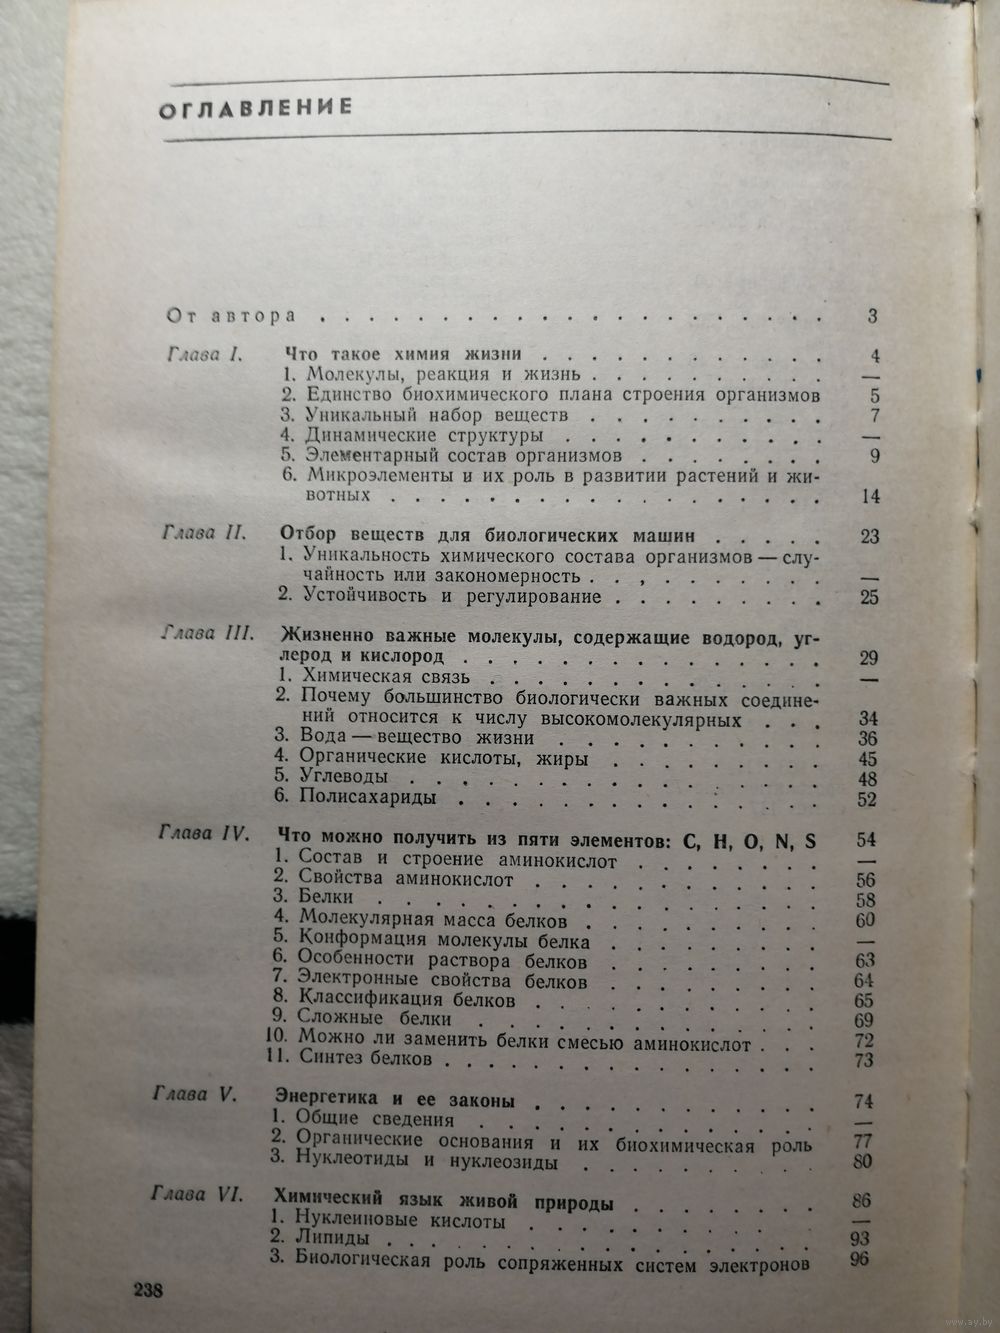 ОГЛАВЛЕНИЕ
От автора . . . . . . . . . . . . . . . . . . . . . 3
Глава I. Что такое химия жизни . . . . . . . . . . . . 4
1. Молекулы, реакция и жизнь . . . . . . . . . . —
2. Единство биохимического плана строения организмов 5
3. Уникальный набор веществ . . . . . . . . . . 7
4. Динамические структуры . . . . . . . . . . . —
5. Элементарный состав организмов . . . . . . . . 9
6. Микроэлементы и их роль в развитии растений и жи-
вотных . . . . . . . . . . . . . . . . . . 14
Глава II. Отбор веществ для биологических машин . . . . . 23
1. Уникальность химического состава организмов — слу-
чайность или закономерность . . . . . . . . . . —
2. Устойчивость и регулирование . . . . . . . . . 25
Глава III. Жизненно важные молекулы, содержащие водород, уг-
лерод и кислород . . . . . . . . . . . . . . . 29
1. Химическая связь . . . . . . . . . . . . . . —
2. Почему большинство биологически важных соедине-
ний относится к числу высокомолекулярных . . . 34
3. Вода — вещество жизни . . . . . . . . . . . 36
4. Органические кислоты, жиры . . . . . . . . . 45
5. Углеводы . . . . . . . . . . . . . . . . . 48
6. Полисахариды . . . . . . . . . . . . . . . 52
Глава IV. Что можно получить из пяти элементов: C, H, O, N, S 54
1. Состав и строение аминокислот . . . . . . . . —
2. Свойства аминокислот . . . . . . . . . . . . 56
3. Белки . . . . . . . . . . . . . . . . . . 58
4. Молекулярная масса белков . . . . . . . . . . 60
5. Конформация молекулы белка . . . . . . . . . —
6. Особенности раствора белков . . . . . . . . . 63
7. Электронные свойства белков . . . . . . . . . 64
8. Классификация белков . . . . . . . . . . . . 65
9. Сложные белки . . . . . . . . . . . . . . 69
10. Можно ли заменить белки смесью аминокислот . . . 72
11. Синтез белков . . . . . . . . . . . . . . . . 73
Глава V. Энергетика и ее законы . . . . . . . . . . . . 74
1. Общие сведения . . . . . . . . . . . . . . —
2. Органические основания и их биохимическая роль 77
3. Нуклеотиды и нуклеозиды . . . . . . . . . . 80
Глава VI. Химический язык живой природы . . . . . . . . 86
1. Нуклеиновые кислоты . . . . . . . . . . . . —
2. Липиды . . . . . . . . . . . . . . . . . . 93
3. Биологическая роль сопряженных систем электронов 96
238
www.ay.by